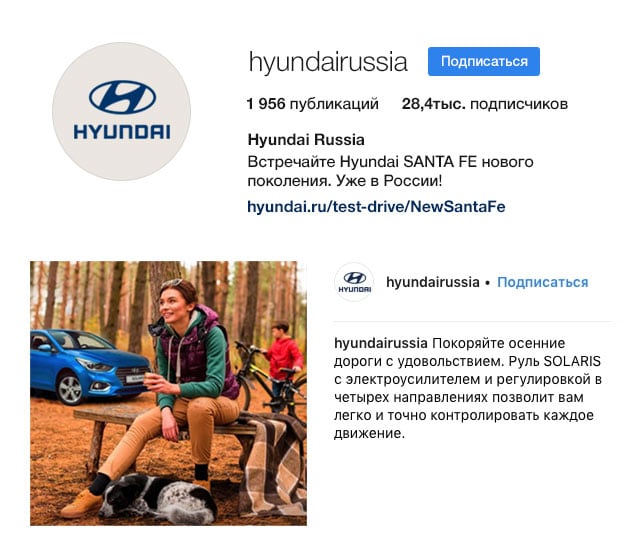 hyundairussia
Подписаться
1 956 публикаций 28,4тыс. подписчиков
HYUNDAI
Hyundai Russia
Встречайте Hyundai SANTA FE нового
поколения. Уже в России!
hyundai.ru/test-drive/NewSantaFe
HYUNDAI
hyundairussia • Подписаться
hyundairussia Покоряйте осенние
дороги с удовольствием. Руль SOLARIS
с электроусилителем и регулировкой в
четырех направлениях позволит вам
легко и точно контролировать каждое
движение.
SOLARIS